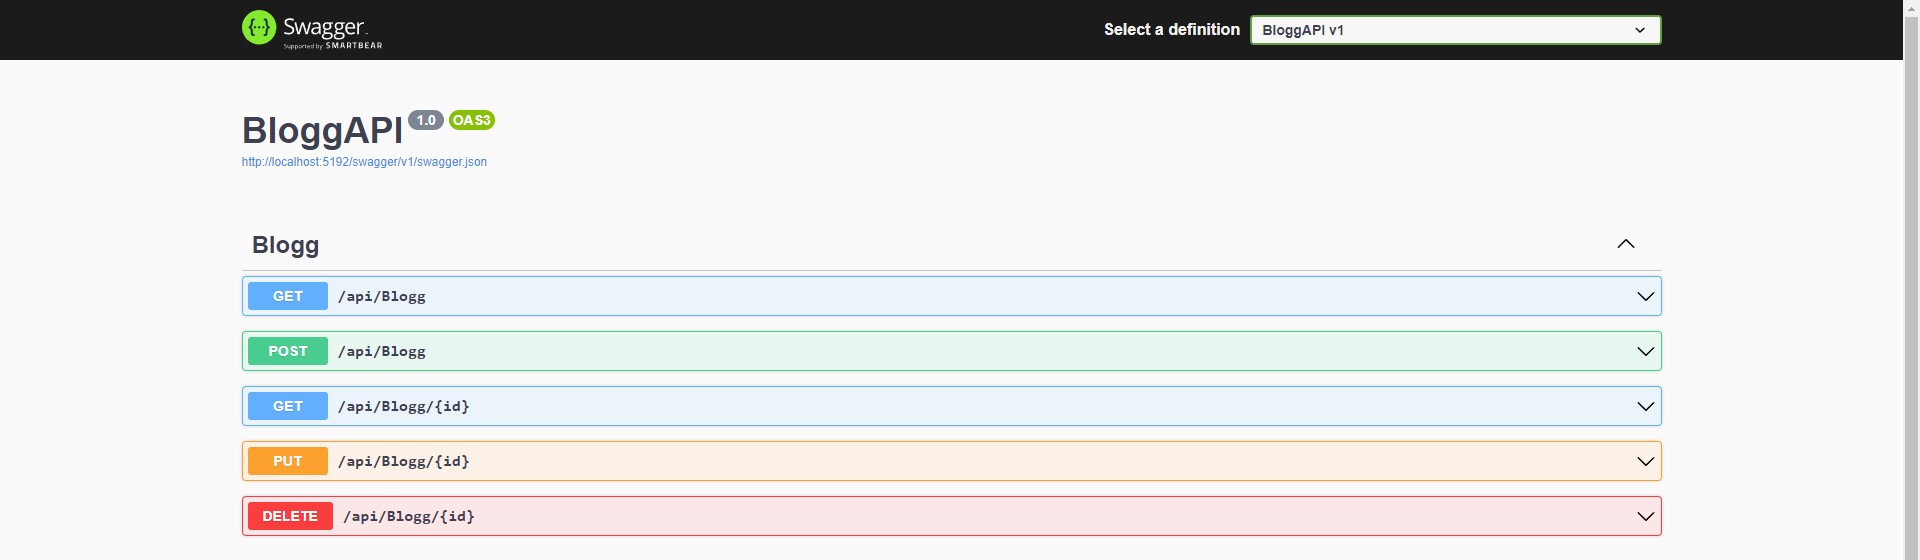 {···} Swagger
Supported by SMARTBEAR
Select a definition BloggAPI v1
BloggAPI 1.0 OAS3
http://localhost:5192/swagger/v1/swagger.json
Blogg
GET /api/Blogg
POST /api/Blogg
GET /api/Blogg/{id}
PUT /api/Blogg/{id}
DELETE /api/Blogg/{id}